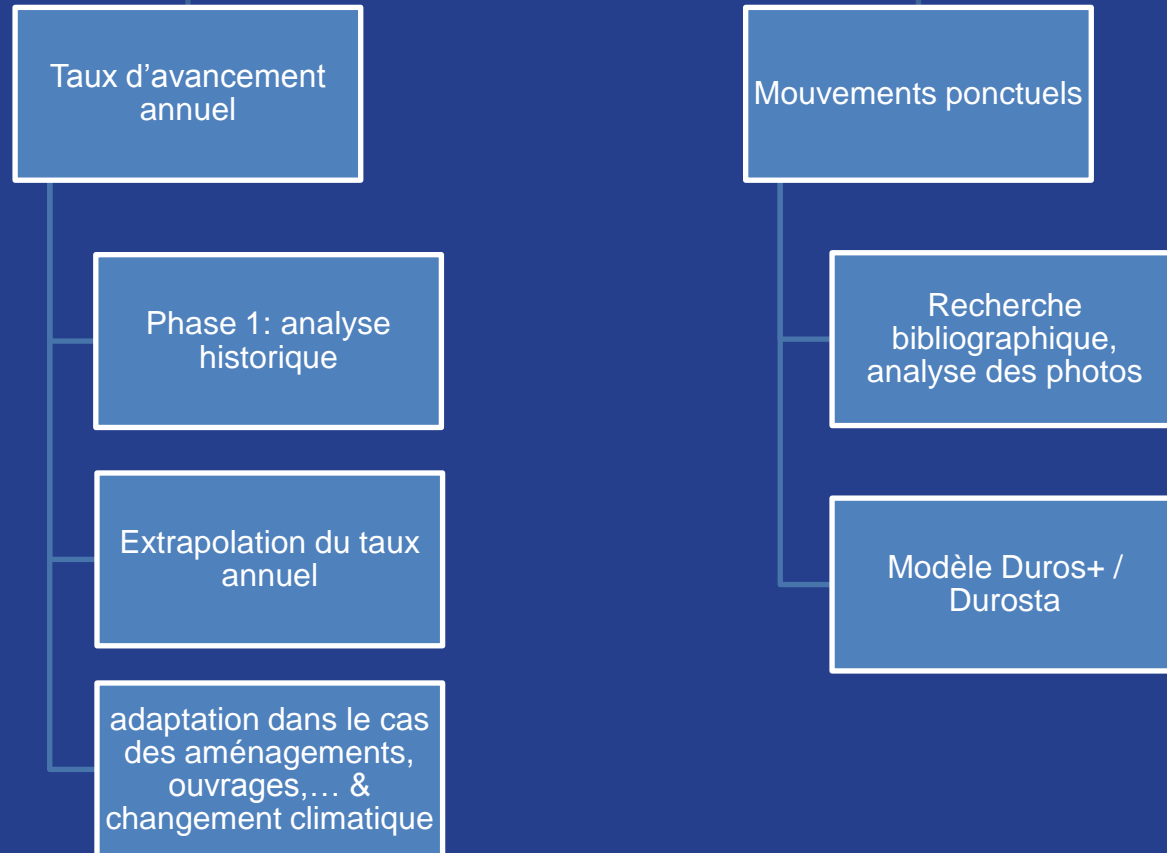 Taux d'avancement
annuel
Phase 1: analyse
historique
Extrapolation du taux
annuel
adaptation dans le cas
des aménagements,
ouvrages,… &
changement climatique
Mouvements ponctuels
Recherche
bibliographique,
analyse des photos
Modèle Duros+ /
Durosta